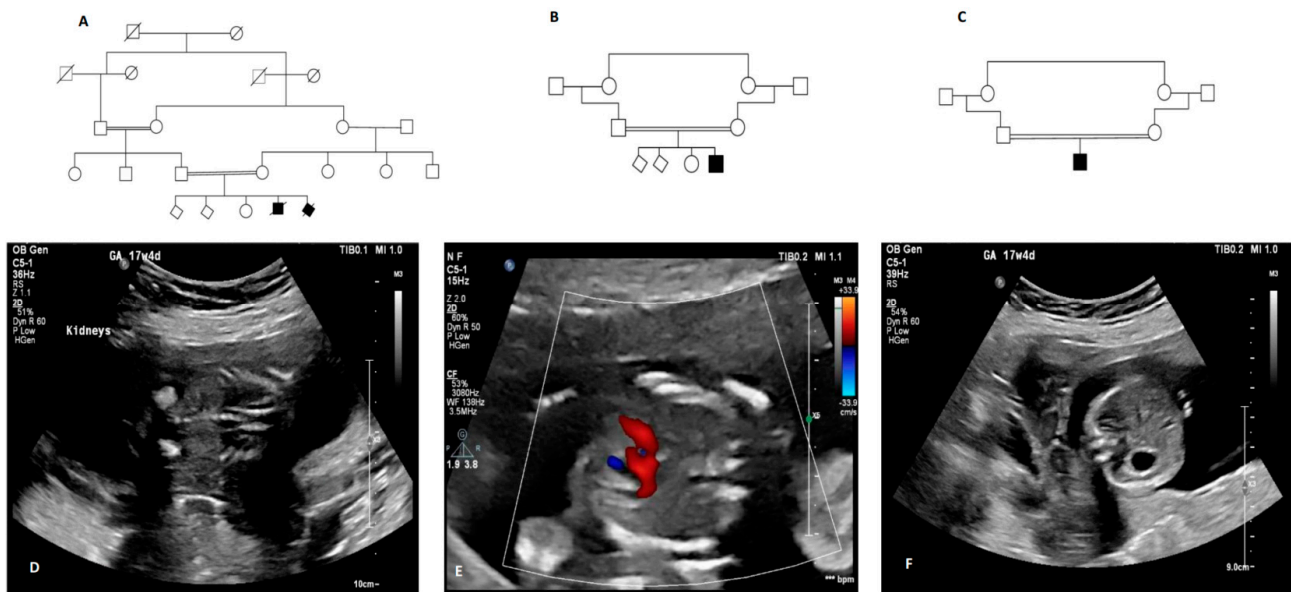 A
B
C
OB Gen
C5-1
36Hz
RS
Z 1.1
2D
51%
Dyn R 60
P Low
HGen
GA 17w4d
TIB0.1 MI 1.0
M3
Kidneys
D
10cm
N F
C5-1
15Hz
Z 2.0
2D
60%
Dyn R 50
P Low
HGen
CF
53%
3080Hz
WF 138Hz
3.5MHz
G
P R
1.9 3.8
TIB0.2 MI 1.1
M3 M4
+33.9
-33.9
cm/s
E
*** bpm
OB Gen
C5-1
39Hz
RS
2D
54%
Dyn R 60
P Low
HGen
GA 17w4d
TIB0.2 MI 1.0
M3
F
9.0cm